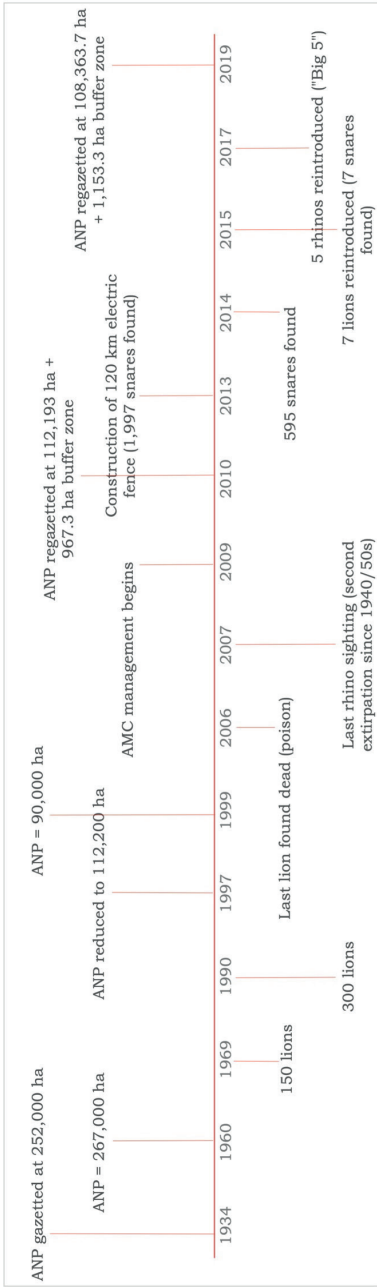 ANP gazetted at 252,000 ha
ANP = 267,000 ha
ANP = 90,000 ha
ANP reduced to 112,200 ha
AMC management begins
ANP regazetted at 112,193 ha +
967.3 ha buffer zone
Construction of 120 km electric
fence (1,997 snares found)
ANP regazetted at 108,363.7 ha
+ 1,153.3 ha buffer zone
1934
1960
1969
1990
1997
1999
2006
2007
2009
2010
2013
2014
2015
2017
2019
150 lions
300 lions
Last lion found dead (poison)
Last rhino sighting (second
extirpation since 1940/50s)
595 snares found
7 lions reintroduced (7 snares
found)
5 rhinos reintroduced ("Big 5")